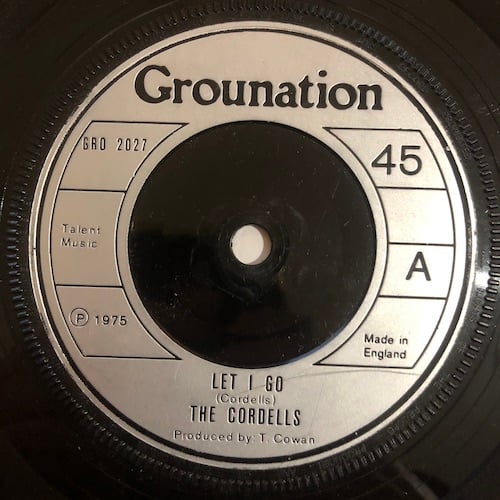 Grounation
GRO 2027
45
Talent
Music
A
℗ 1975
Made in
England
LET I GO
(Cordells)
THE CORDELLS
Produced by: T. Cowan